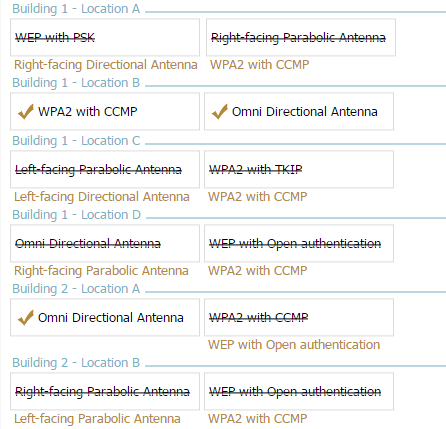 Building 1 - Location A
WEP with PSK Right-facing Parabolic Antenna
Right-facing Directional Antenna WPA2 with CCMP
Building 1 - Location B
WPA2 with CCMP Omni Directional Antenna
Building 1 - Location C
Left-facing Parabolic Antenna WPA2 with TKIP
Left-facing Directional Antenna WPA2 with CCMP
Building 1 - Location D
Omni Directional Antenna WEP with Open authentication
Right-facing Parabolic Antenna WPA2 with CCMP
Building 2 - Location A
Omni Directional Antenna WPA2 with CCMP
WEP with Open authentication
Building 2 - Location B
Right-facing Parabolic Antenna WEP with Open authentication
Left-facing Parabolic Antenna WPA2 with CCMP